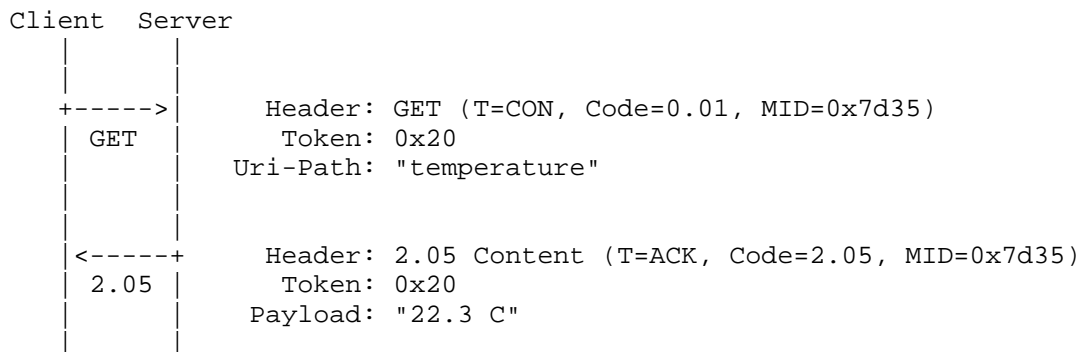 Client Server
Header: GET (T=CON, Code=0.01, MID=0x7d35)
GET Token: 0x20
Uri-Path: "temperature"
Header: 2.05 Content (T=ACK, Code=2.05, MID=0x7d35)
2.05 Token: 0x20
Payload: "22.3 C"